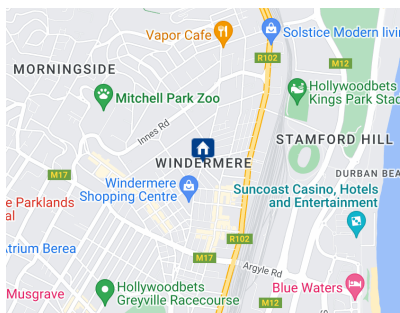 Vapor Cafe
Solstice Modern livin
R102
M12
MORNINGSIDE
Hollywoodbets
Kings Park Stad
Mitchell Park Zoo
Innes Rd
STAMFORD HILL
WINDERMERE
M17
DURBAN BEA
Windermere
Shopping Centre
Suncoast Casino, Hotels
and Entertainment
e Parklands
al
Atrium Berea
R102
M17
Argyle Rd
Hollywoodbets
Greyville Racecourse
Blue Waters
Musgrave
M12